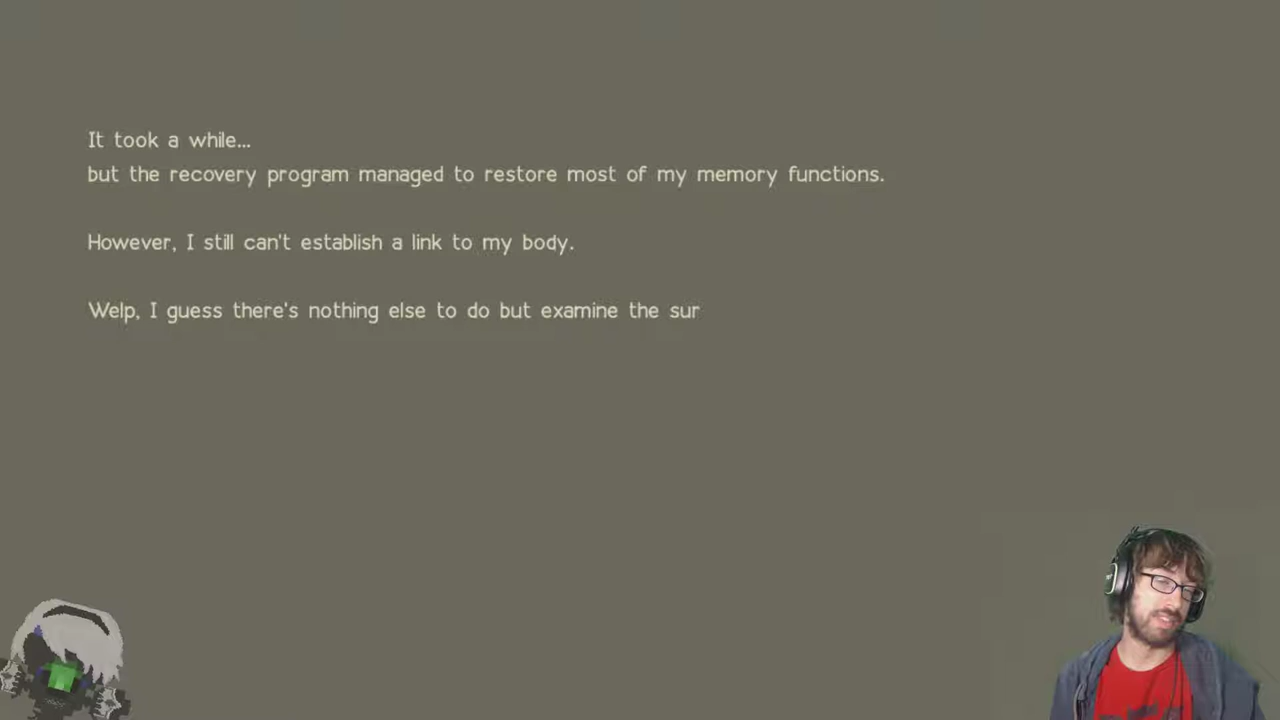 It took a while...
but the recovery program managed to restore most of my memory functions.
However, I still can't establish a link to my body.
Welp, I guess there's nothing else to do but examine the sur